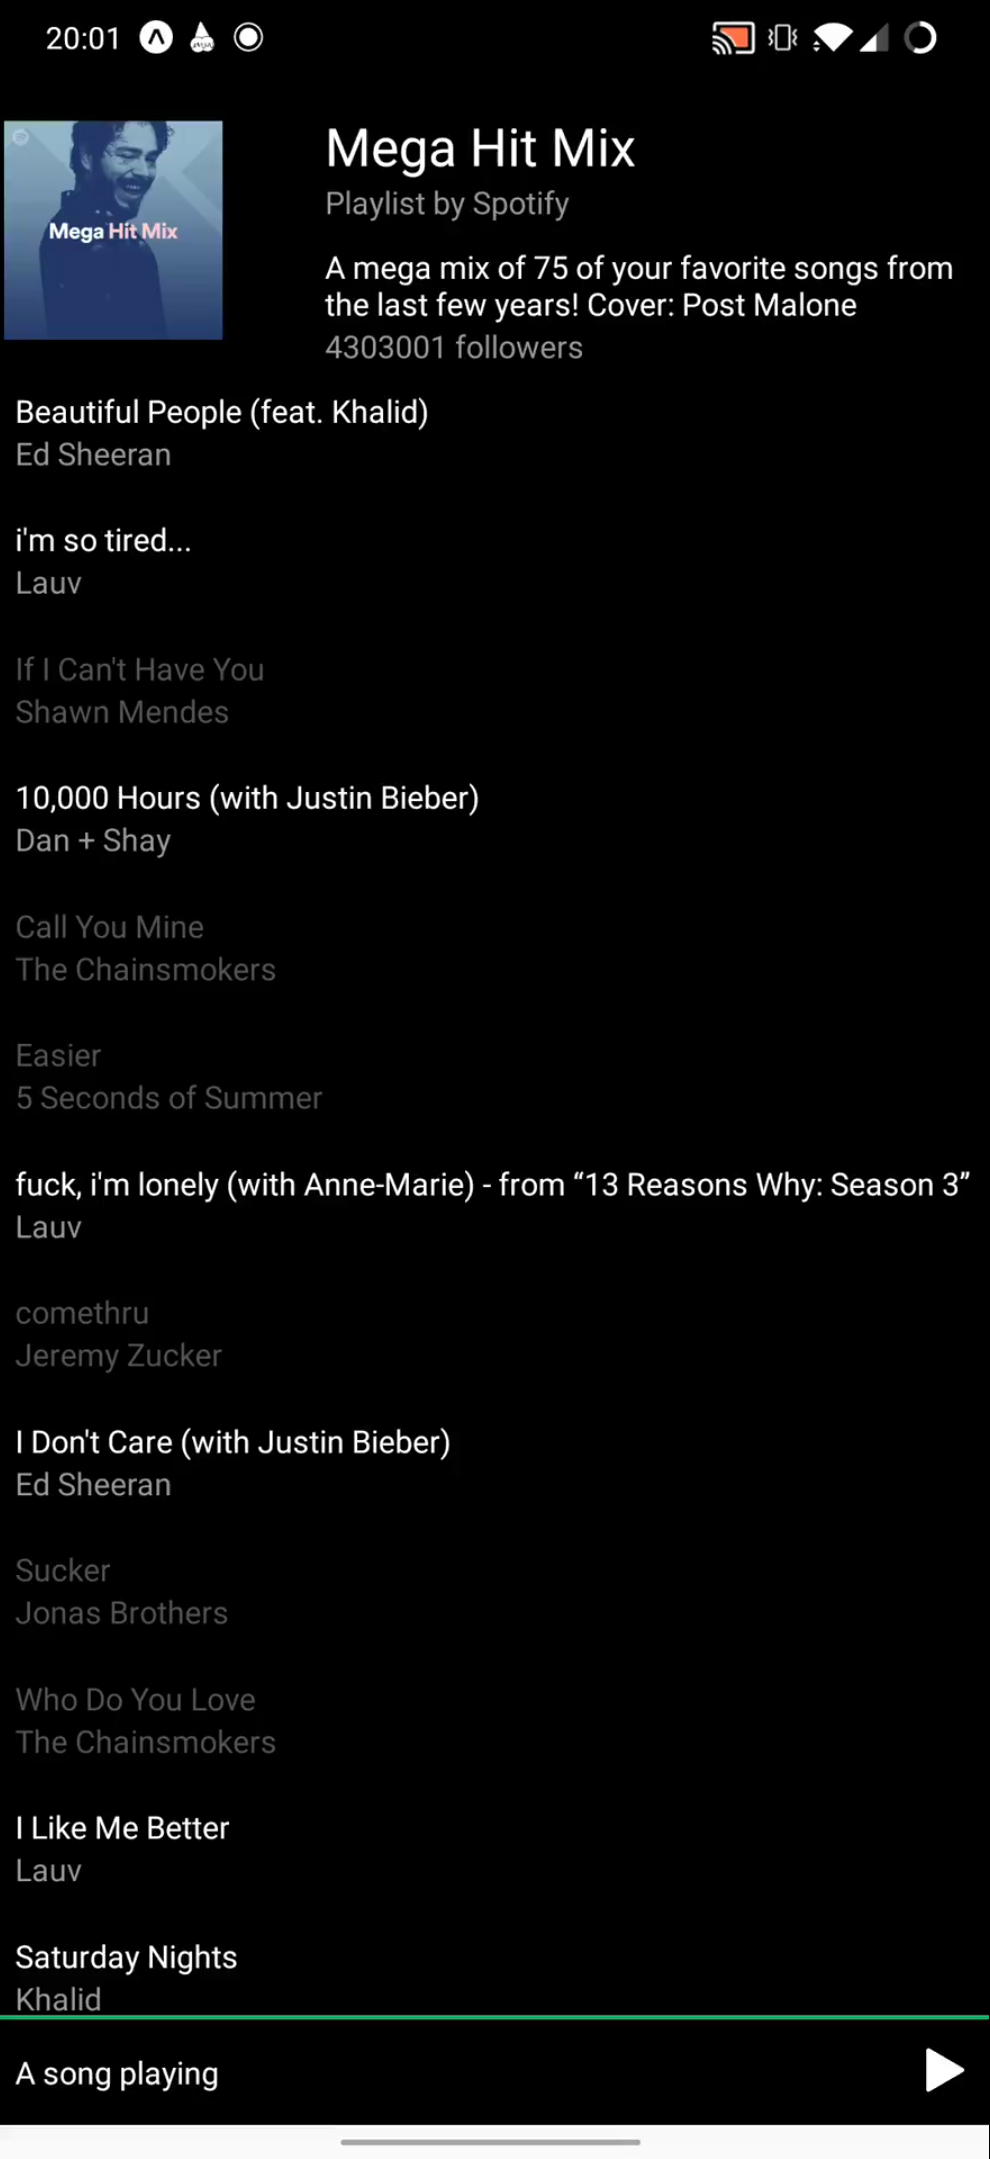 20:01
Mega Hit Mix
Mega Hit Mix
Playlist by Spotify
A mega mix of 75 of your favorite songs from
the last few years! Cover: Post Malone
4303001 followers
Beautiful People (feat. Khalid)
Ed Sheeran
i'm so tired...
Lauv
If I Can't Have You
Shawn Mendes
10,000 Hours (with Justin Bieber)
Dan + Shay
Call You Mine
The Chainsmokers
Easier
5 Seconds of Summer
fuck, i'm lonely (with Anne-Marie) - from “13 Reasons Why: Season 3”
Lauv
comethru
Jeremy Zucker
I Don't Care (with Justin Bieber)
Ed Sheeran
Sucker
Jonas Brothers
Who Do You Love
The Chainsmokers
I Like Me Better
Lauv
Saturday Nights
Khalid
A song playing